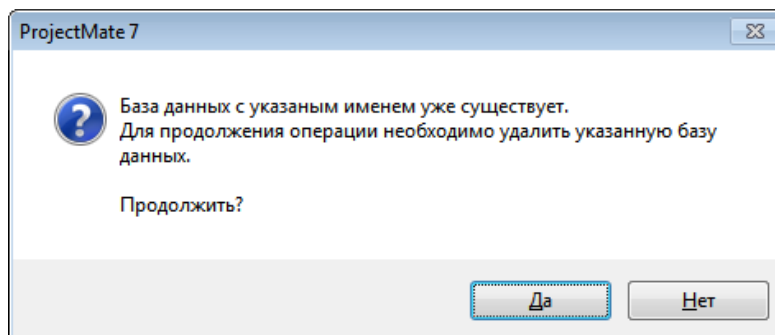 ProjectMate 7
База данных с указаным именем уже существует.
Для продолжения операции необходимо удалить указанную базу
данных.
Продолжить?
Да
Нет